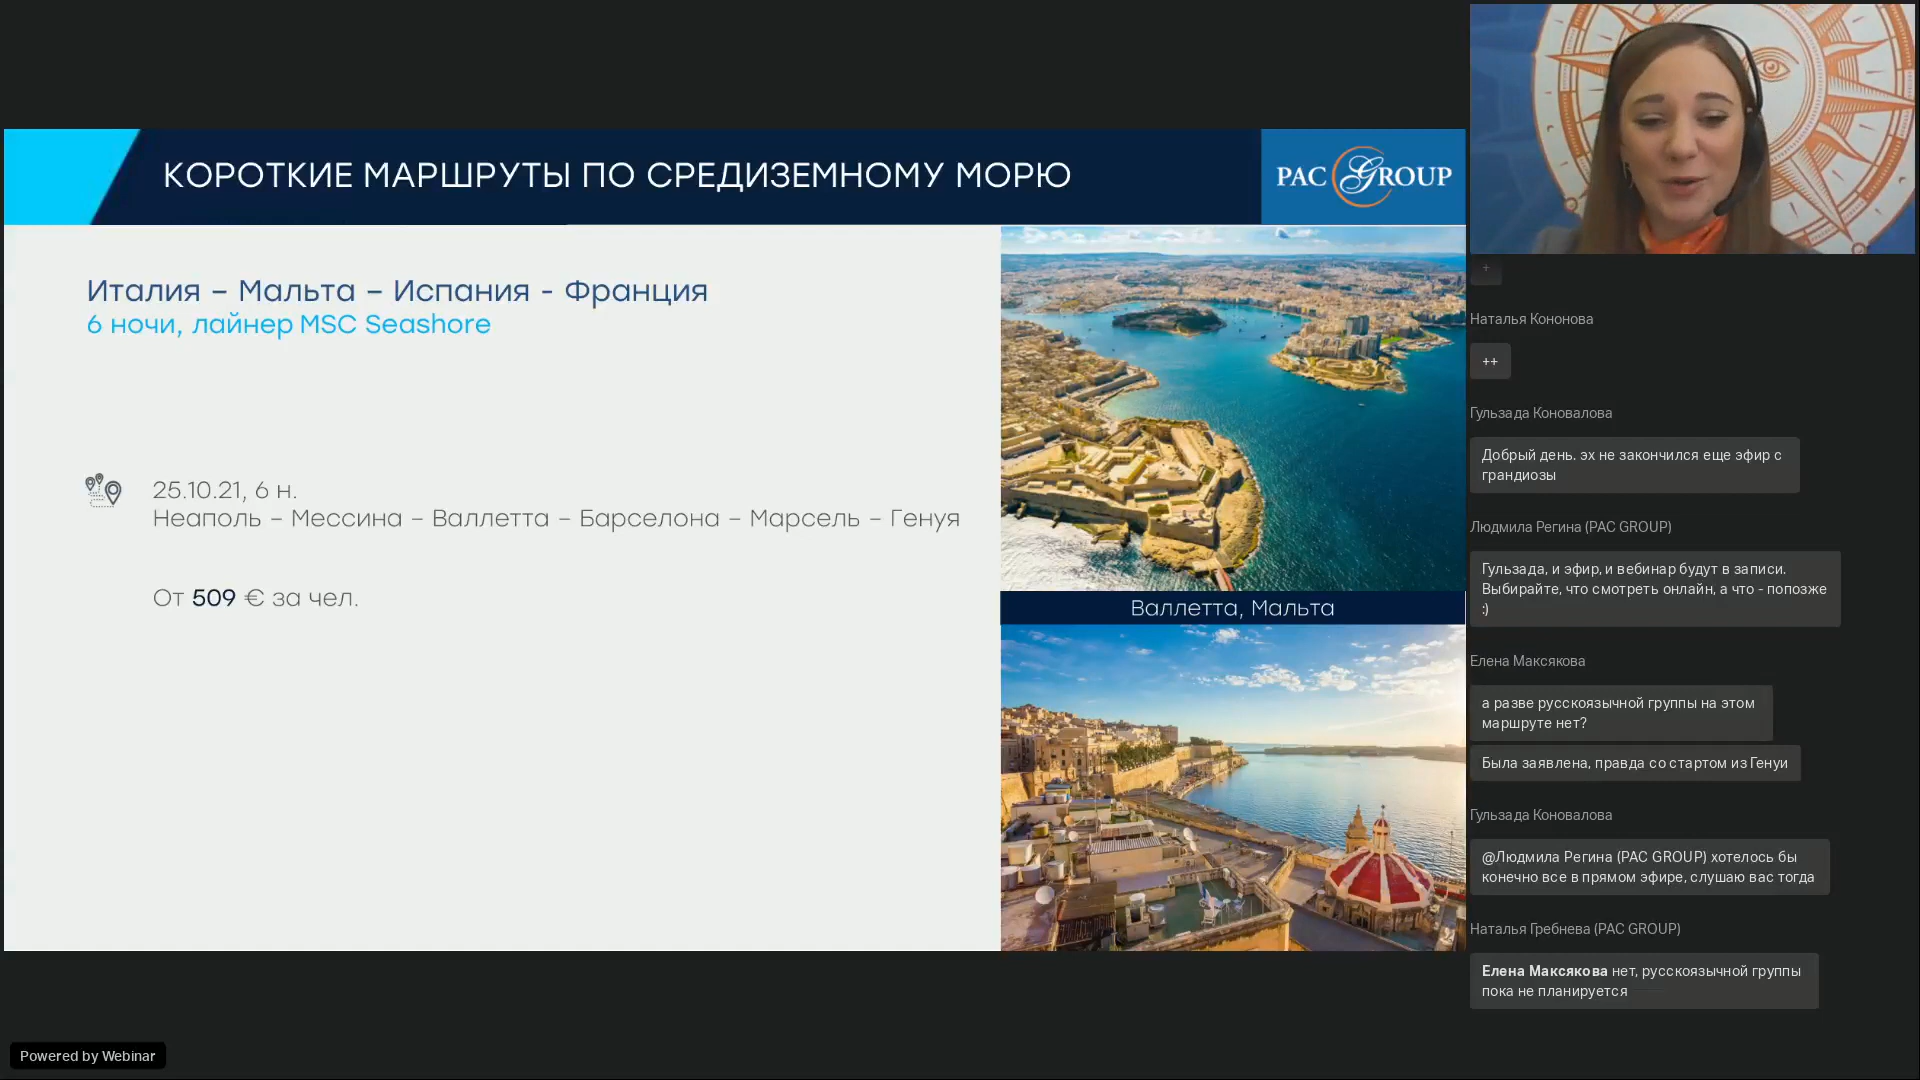 КОРОТКИЕ МАРШРУТЫ ПО СРЕДИЗЕМНОМУ МОРЮ
PAC GROUP
Италия – Мальта – Испания - Франция
6 ночи, лайнер MSC Seashore
25.10.21, 6 н.
Неаполь – Мессина – Валлетта – Барселона – Марсель – Генуя
От 509 € за чел.
Валлетта, Мальта
+
Наталья Кононова
++
Гульзада Коновалова
Добрый день. эх не закончился еще эфир с
грандиозы
Людмила Регина (PAC GROUP)
Гульзада, и эфир, и вебинар будут в записи.
Выбирайте, что смотреть онлайн, а что - попозже
:)
Елена Максякова
а разве русскоязычной группы на этом
маршруте нет?
Была заявлена, правда со стартом из Генуи
Гульзада Коновалова
@Людмила Регина (PAC GROUP) хотелось бы
конечно все в прямом эфире, слушаю вас тогда
Наталья Гребнева (PAC GROUP)
Елена Максякова нет, русскоязычной группы
пока не планируется
Powered by Webinar